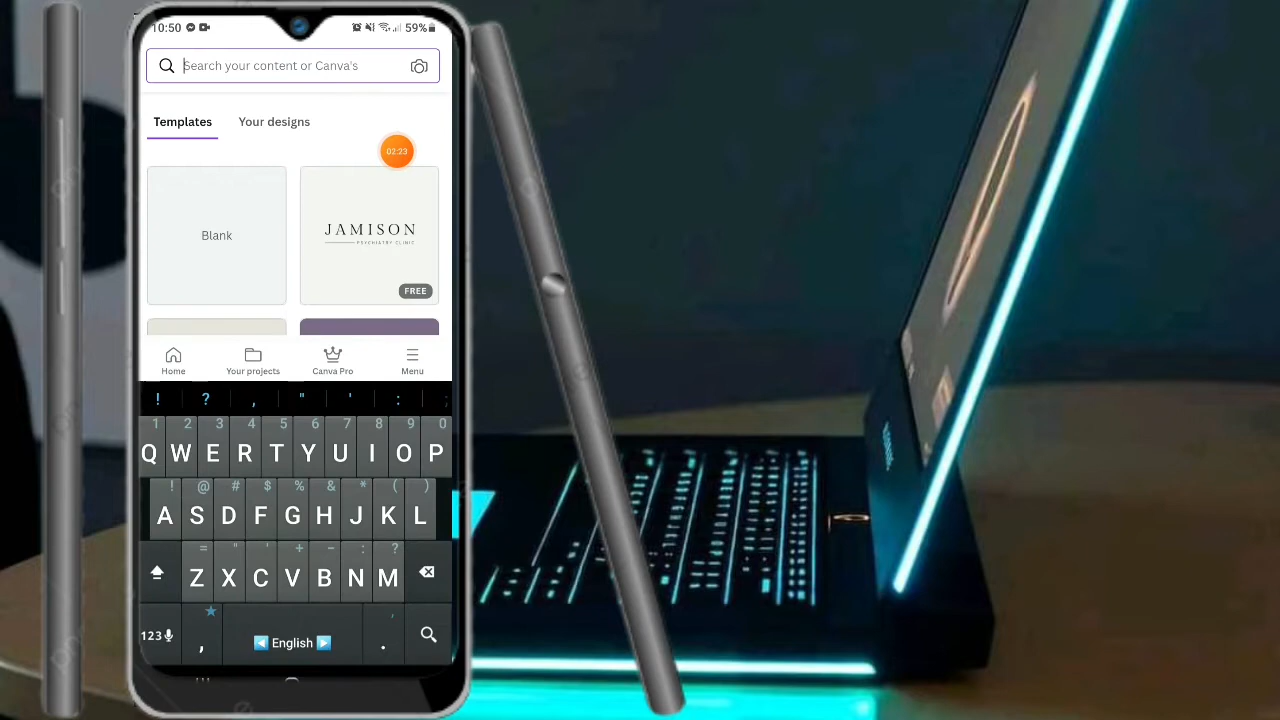 10:50 59%
Search your content or Canva's
Templates Your designs
02:23
Blank
JAMISON
PSYCHIATRY CLINIC
FREE
Home Your projects Canva Pro Menu
! ? , " ' : ;
1 2 3 4 5 6 7 8 9 0
Q W E R T Y U I O P
! @ # $ % & * ( )
A S D F G H J K L
= " ' + - : ?
Z X C V B N M
123 , English .